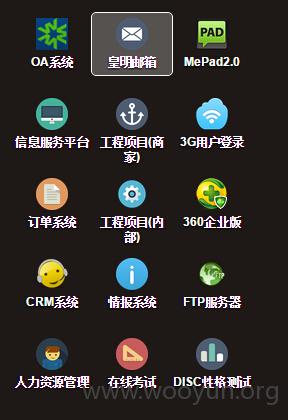 PAD
OA系统
皇明邮箱
MePad2.0
信息服务平台
工程项目(商
家)
3G用户登录
订单系统
工程项目(内
部)
360企业版
FTP
CRM系统
情报系统
FTP服务器
人力资源管理
在线考试
DISC性格测试
www.wooyun.org